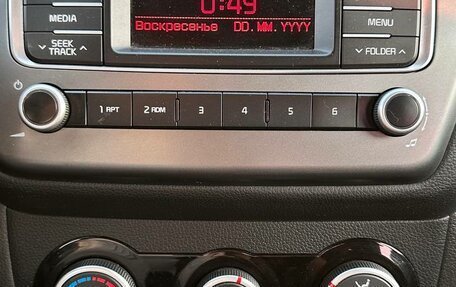 0:49
Воскресенье DD.MM.YYYY
MEDIA
MENU
SEEK
TRACK
FOLDER
1 RPT
2 RDM
3
4
5
6